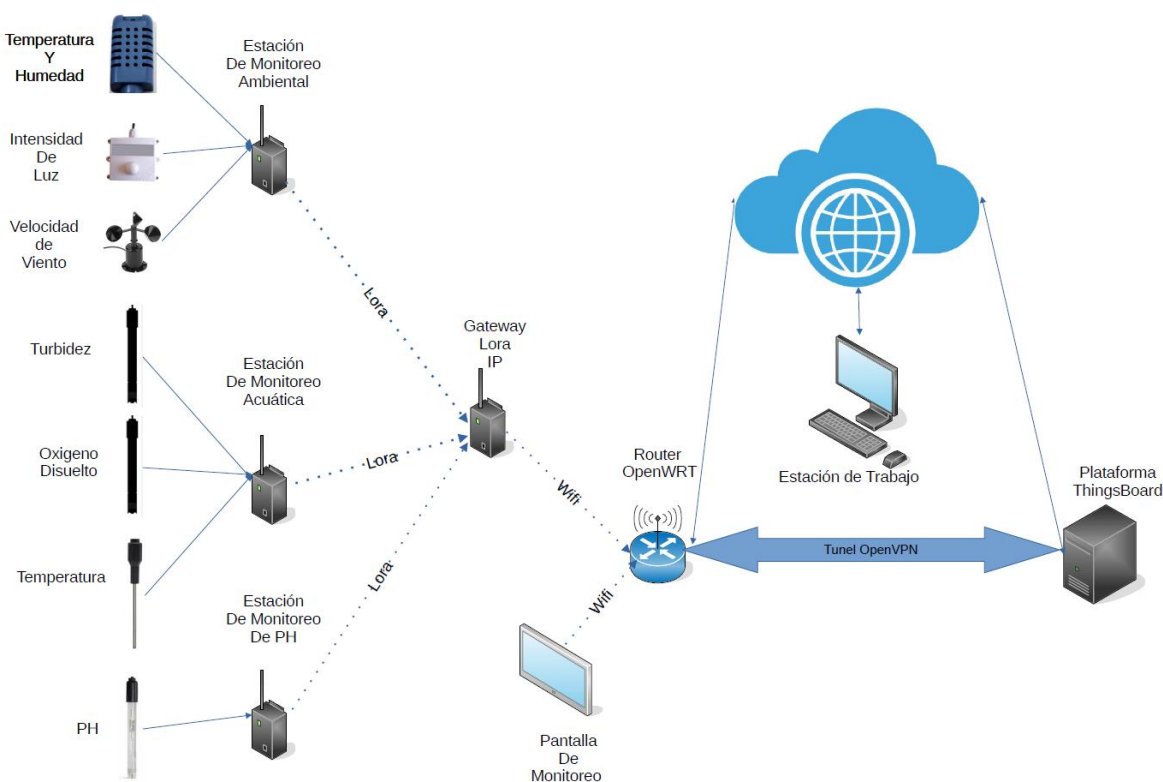 Temperatura
Y
Humedad
Estación
De Monitoreo
Ambiental
Intensidad
De
Luz
Velocidad
de
Viento
Lora
Turbidez
Estación
De Monitoreo
Acuática
Gateway
Lora
IP
Oxigeno
Disuelto
Lora
Wifi
Router
OpenWRT
Estación de Trabajo
Plataforma
ThingsBoard
Tunel OpenVPN
Temperatura
Lora
Wifi
Estación
De Monitoreo
De PH
PH
Pantalla
De
Monitoreo